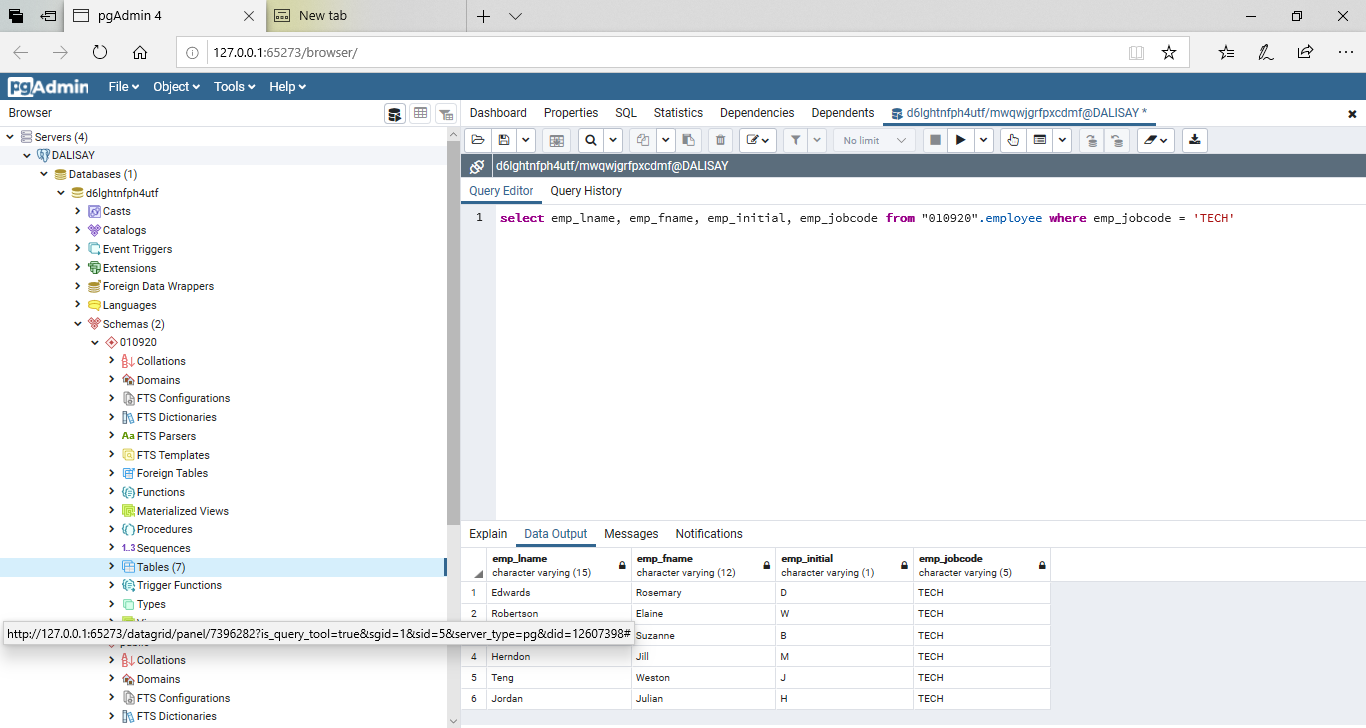 pgAdmin 4
New tab
127.0.0.1:65273/browser/
pgAdmin File Object Tools Help
Browser
Dashboard Properties SQL Statistics Dependencies Dependents d6lghtnfph4utf/mwqwjgrfpxcdmf@DALISAY *
Servers (4)
DALISAY
Databases (1)
d6lghtnfph4utf
Casts
Catalogs
Event Triggers
Extensions
Foreign Data Wrappers
Languages
Schemas (2)
010920
Collations
Domains
FTS Configurations
FTS Dictionaries
Aa FTS Parsers
FTS Templates
Foreign Tables
Functions
Materialized Views
Procedures
1..3 Sequences
Tables (7)
Trigger Functions
Types
http://127.0.0.1:65273/datagrid/panel/7396282?is_query_tool=true&sgid=1&sid=5&server_type=pg&did=12607398#
Collations
Domains
FTS Configurations
FTS Dictionaries
No limit
d6lghtnfph4utf/mwqwjgrfpxcdmf@DALISAY
Query Editor Query History
1 select emp_lname, emp_fname, emp_initial, emp_jobcode from "010920".employee where emp_jobcode = 'TECH'
Explain Data Output Messages Notifications
emp_lname emp_fname emp_initial emp_jobcode
character varying (15) character varying (12) character varying (1) character varying (5)
1 Edwards Rosemary D TECH
2 Robertson Elaine W TECH
Suzanne B TECH
4 Herndon Jill M TECH
5 Teng Weston J TECH
6 Jordan Julian H TECH